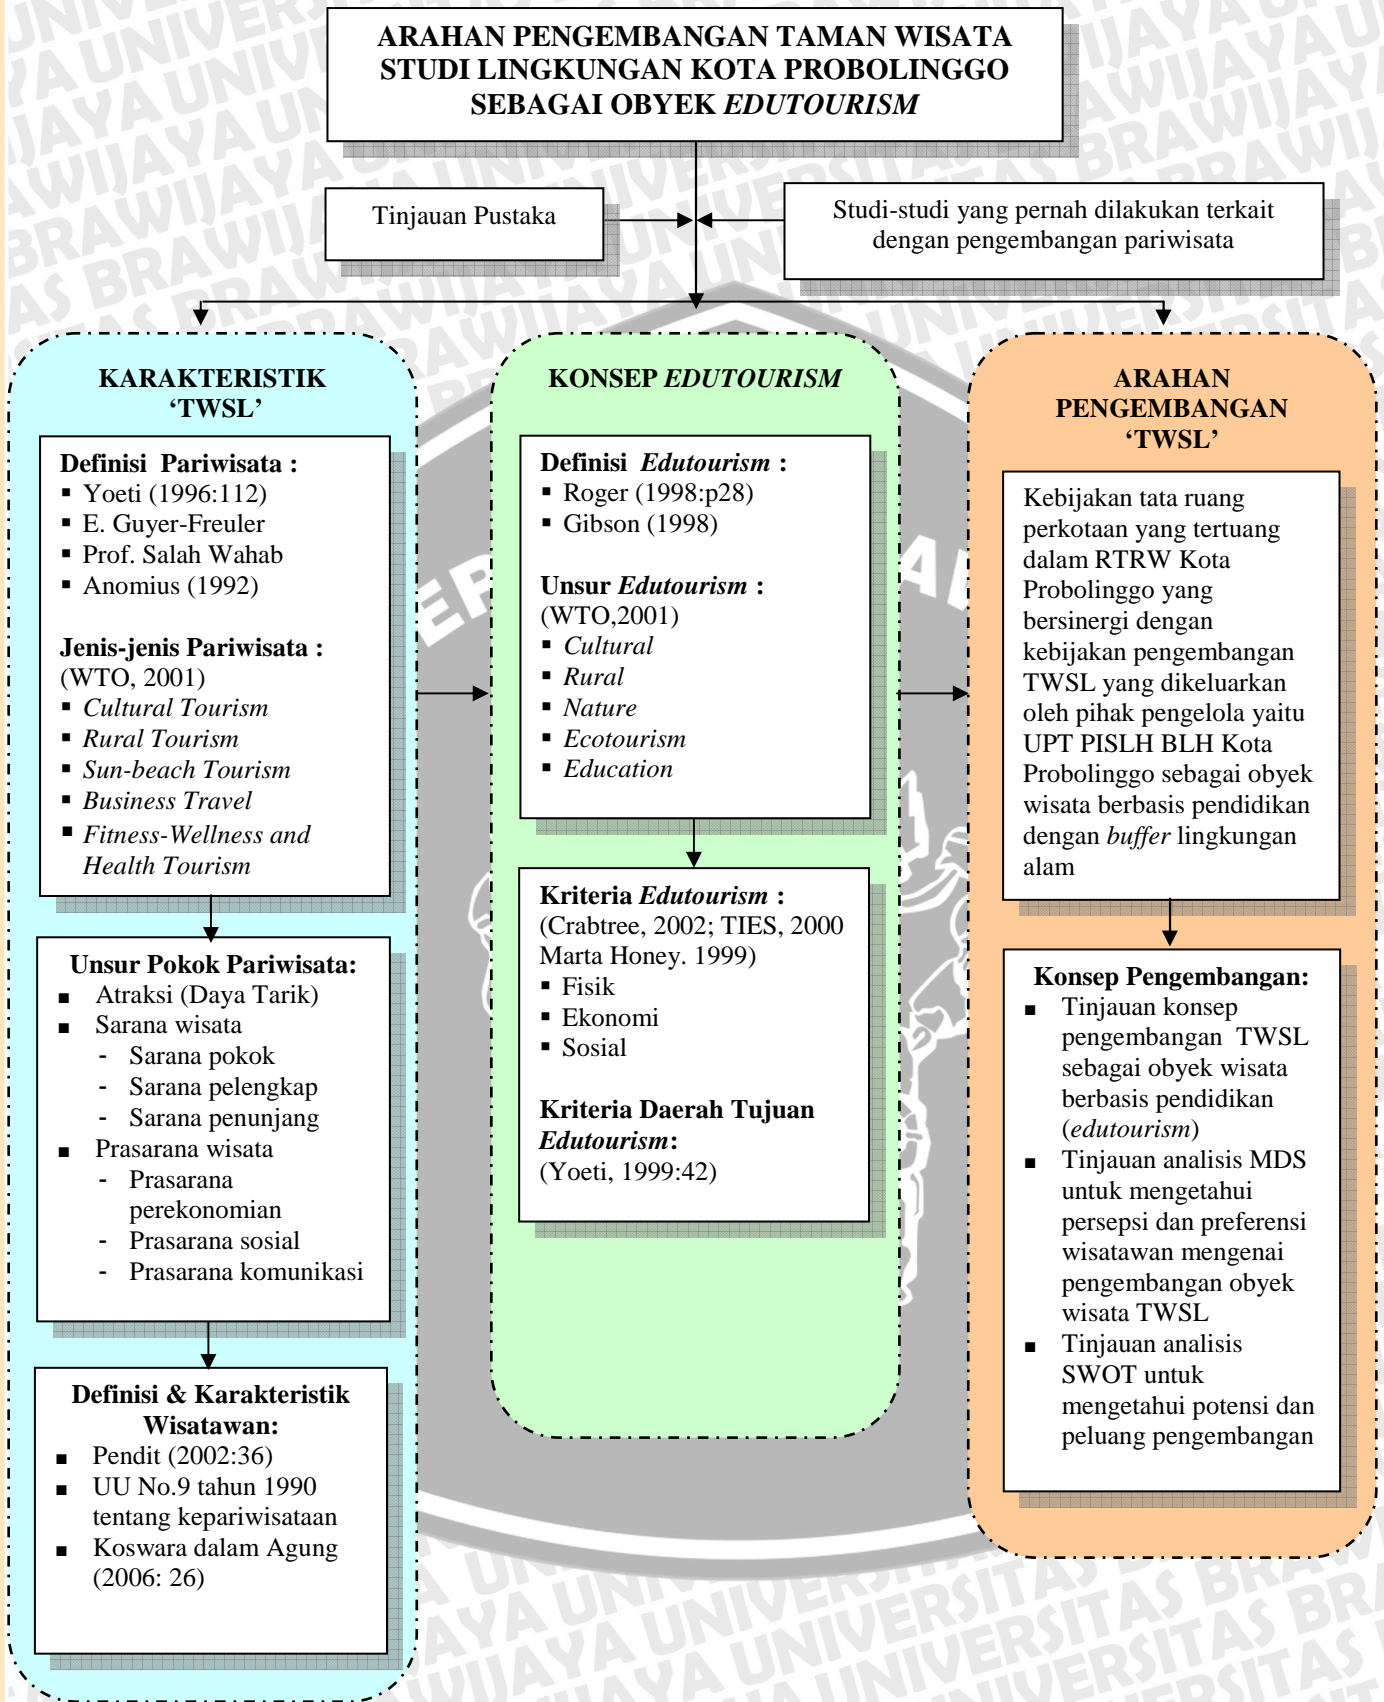 ARAHAN PENGEMBANGAN TAMAN WISATA
STUDI LINGKUNGAN KOTA PROBOLINGGO
SEBAGAI OBYEK EDUTOURISM
Tinjauan Pustaka
Studi-studi yang pernah dilakukan terkait
dengan pengembangan pariwisata
KARAKTERISTIK
‘TWSL’
Definisi Pariwisata :
▪ Yoeti (1996:112)
▪ E. Guyer-Freuler
▪ Prof. Salah Wahab
▪ Anomius (1992)
Jenis-jenis Pariwisata :
(WTO, 2001)
▪ Cultural Tourism
▪ Rural Tourism
▪ Sun-beach Tourism
▪ Business Travel
▪ Fitness-Wellness and
Health Tourism
Unsur Pokok Pariwisata:
■ Atraksi (Daya Tarik)
■ Sarana wisata
- Sarana pokok
- Sarana pelengkap
- Sarana penunjang
■ Prasarana wisata
- Prasarana
perekonomian
- Prasarana sosial
- Prasarana komunikasi
Definisi & Karakteristik
Wisatawan:
■ Pendit (2002:36)
■ UU No.9 tahun 1990
tentang kepariwisataan
■ Koswara dalam Agung
(2006: 26)
KONSEP EDUTOURISM
Definisi Edutourism :
▪ Roger (1998:p28)
▪ Gibson (1998)
Unsur Edutourism :
(WTO,2001)
▪ Cultural
▪ Rural
▪ Nature
▪ Ecotourism
▪ Education
Kriteria Edutourism :
(Crabtree, 2002; TIES, 2000
Marta Honey. 1999)
▪ Fisik
▪ Ekonomi
▪ Sosial
Kriteria Daerah Tujuan
Edutourism:
(Yoeti, 1999:42)
ARAHAN
PENGEMBANGAN
‘TWSL’
Kebijakan tata ruang
perkotaan yang tertuang
dalam RTRW Kota
Probolinggo yang
bersinergi dengan
kebijakan pengembangan
TWSL yang dikeluarkan
oleh pihak pengelola yaitu
UPT PISLH BLH Kota
Probolinggo sebagai obyek
wisata berbasis pendidikan
dengan buffer lingkungan
alam
Konsep Pengembangan:
■ Tinjauan konsep
pengembangan TWSL
sebagai obyek wisata
berbasis pendidikan
(edutourism)
■ Tinjauan analisis MDS
untuk mengetahui
persepsi dan preferensi
wisatawan mengenai
pengembangan obyek
wisata TWSL
■ Tinjauan analisis
SWOT untuk
mengetahui potensi dan
peluang pengembangan